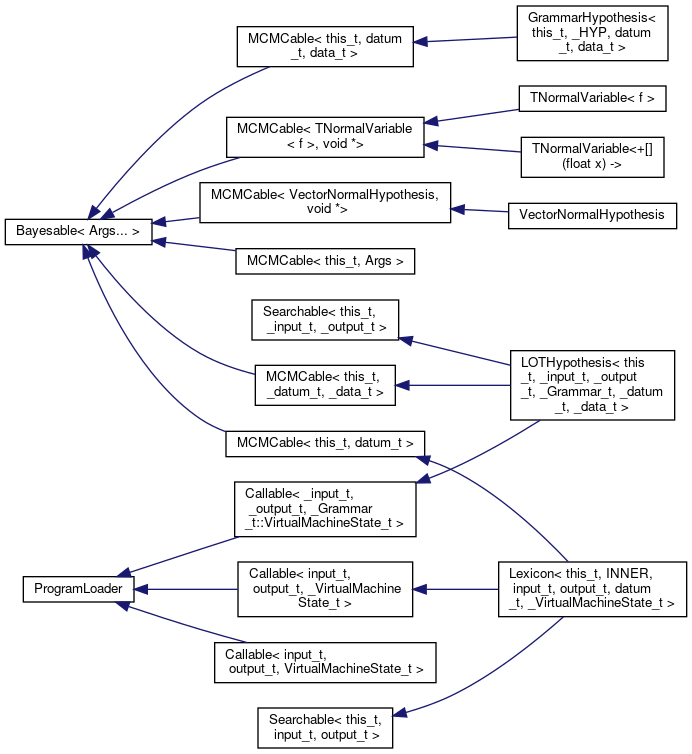 GrammarHypothesis<
this_t, _HYP, datum
_t, data_t >
MCMCable< this_t, datum
_t, data_t >
TNormalVariable< f >
MCMCable< TNormalVariable
< f >, void *>
TNormalVariable<+[]
(float x) ->
MCMCable< VectorNormalHypothesis,
void *>
VectorNormalHypothesis
Bayesable< Args... >
MCMCable< this_t, Args >
Searchable< this_t,
_input_t, _output_t >
LOTHypothesis< this
_t, _input_t, _output
_t, _Grammar_t, _datum
_t, _data_t >
MCMCable< this_t,
_datum_t, _data_t >
MCMCable< this_t, datum_t >
Callable< _input_t,
_output_t, _Grammar
_t::VirtualMachineState_t >
ProgramLoader
Callable< input_t,
output_t, _VirtualMachine
State_t >
Lexicon< this_t, INNER,
input_t, output_t, datum
_t, _VirtualMachineState_t >
Callable< input_t,
output_t, VirtualMachineState_t >
Searchable< this_t,
input_t, output_t >